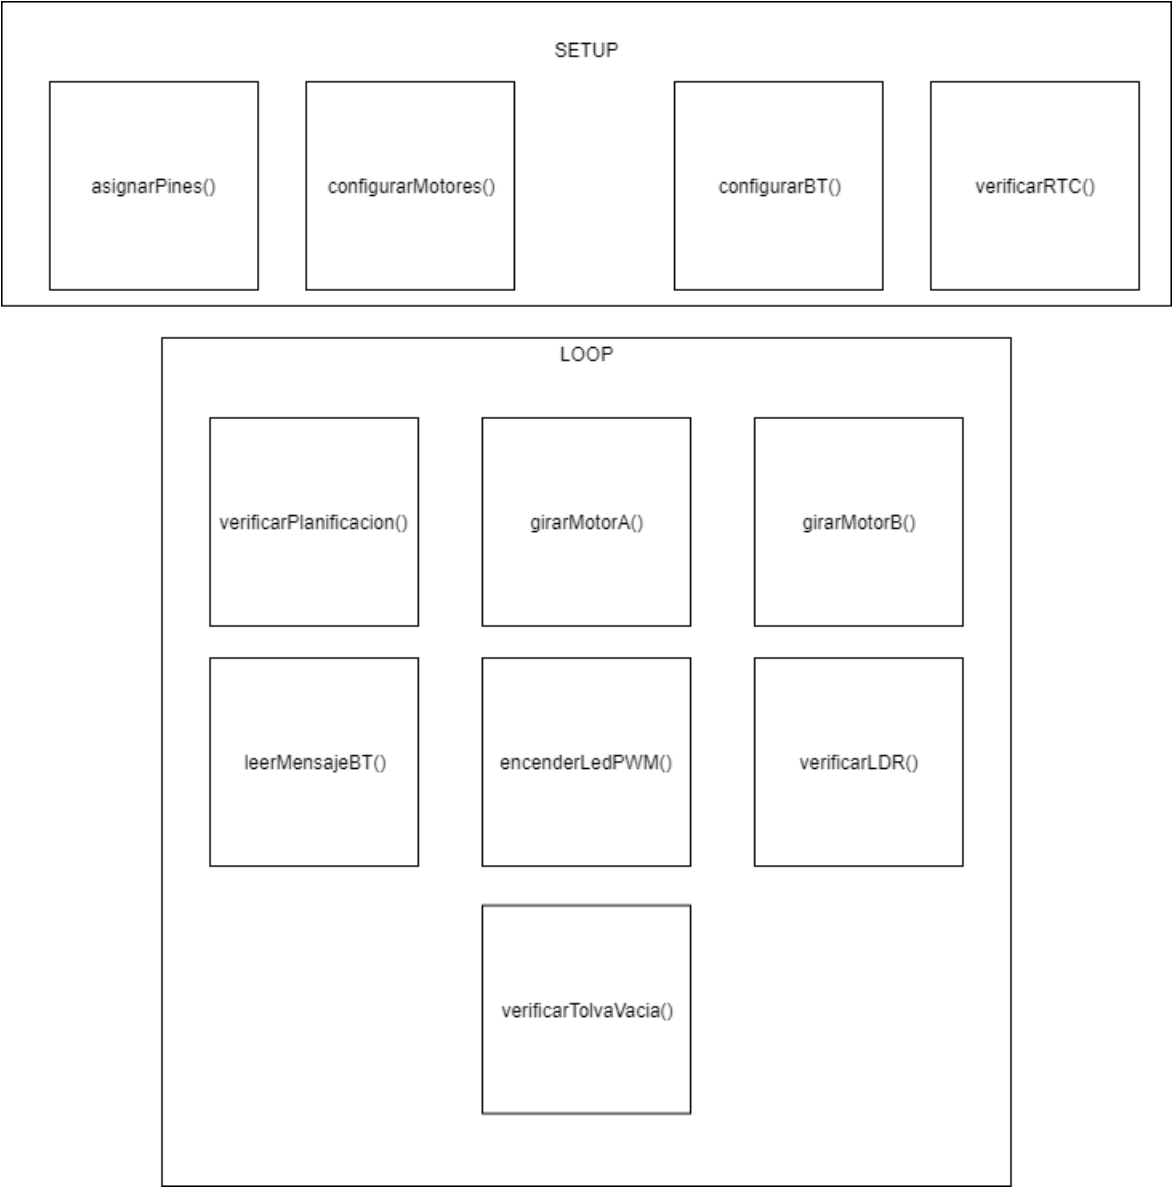 SETUP
asignarPines()
configurarMotores()
configurarBT()
verificarRTC()
LOOP
verificarPlanificacion()
girarMotorA()
girarMotorB()
leerMensajeBT()
encenderLedPWM()
verificarLDR()
verificarTolvaVacia()